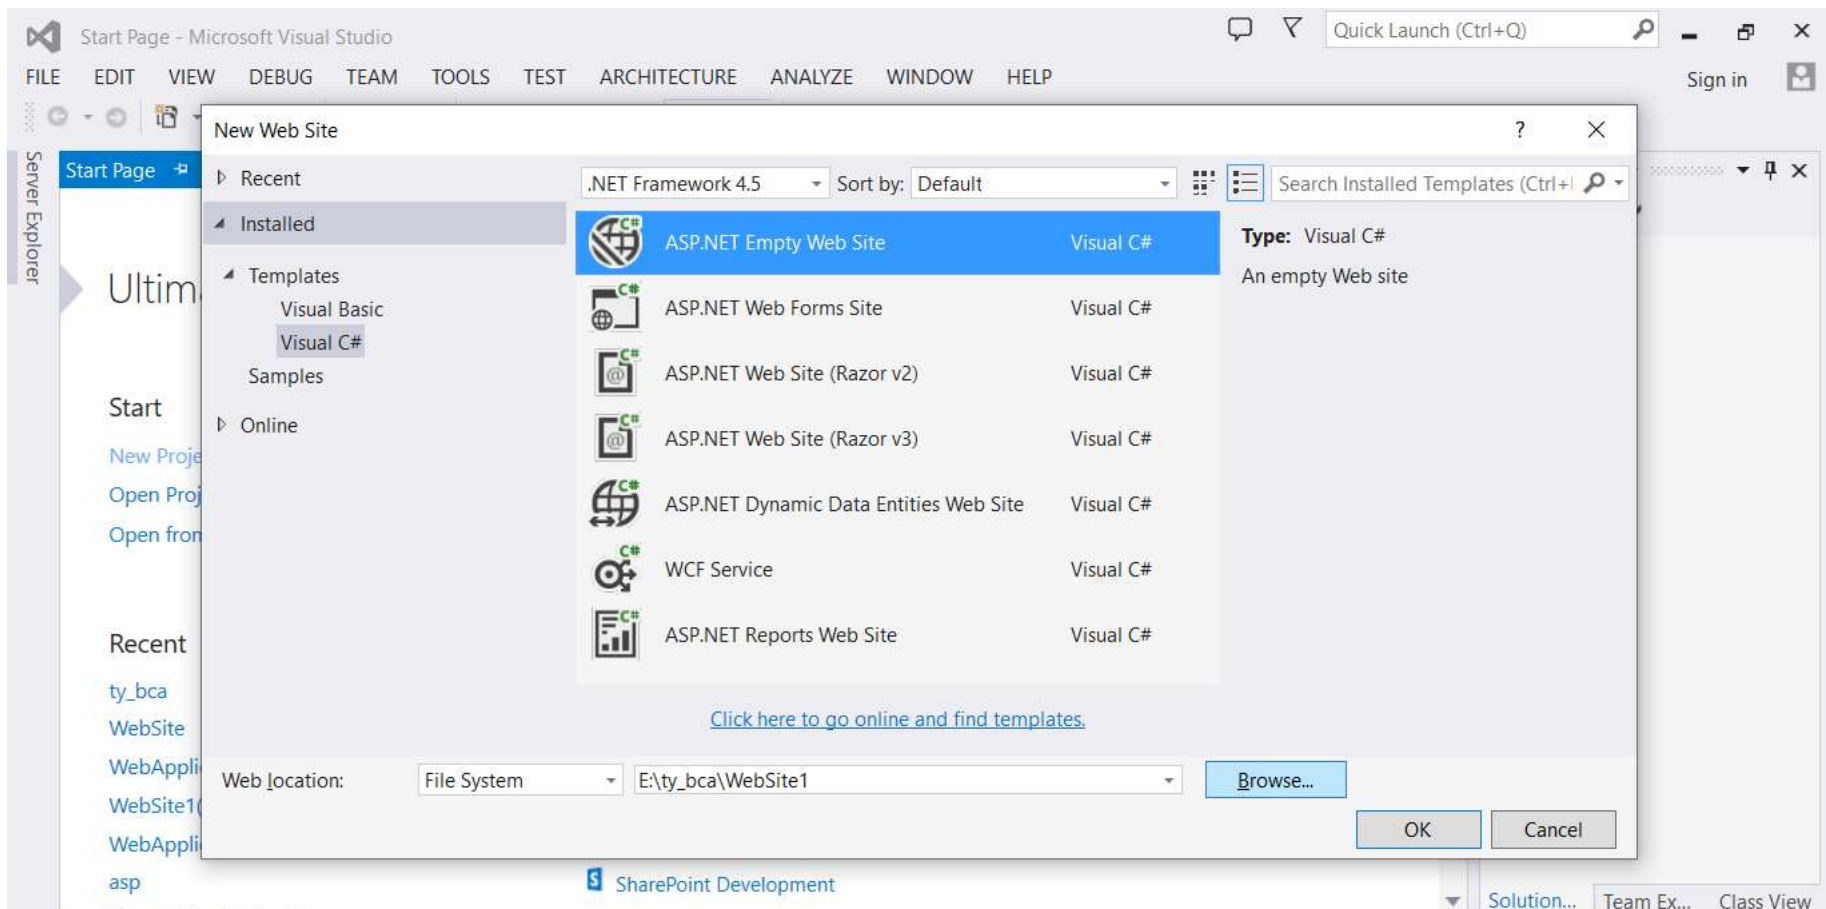 Start Page - Microsoft Visual Studio
Quick Launch (Ctrl+Q)
FILE EDIT VIEW DEBUG TEAM TOOLS TEST ARCHITECTURE ANALYZE WINDOW HELP
Sign in
Server Explorer
Start Page
New Web Site
?
Recent
Installed
Templates
Visual Basic
Visual C#
Samples
Online
.NET Framework 4.5
Sort by: Default
Search Installed Templates (Ctrl+
ASP.NET Empty Web Site Visual C#
ASP.NET Web Forms Site Visual C#
ASP.NET Web Site (Razor v2) Visual C#
ASP.NET Web Site (Razor v3) Visual C#
ASP.NET Dynamic Data Entities Web Site Visual C#
WCF Service Visual C#
ASP.NET Reports Web Site Visual C#
Type: Visual C#
An empty Web site
Click here to go online and find templates.
Web location: File System E:\ty_bca\WebSite1 Browse...
OK Cancel
Ultim
Start
New Proje
Open Proj
Open from
Recent
ty_bca
WebSite
WebAppli
WebSite1(
WebAppli
asp
SharePoint Development
Solution... Team Ex... Class View